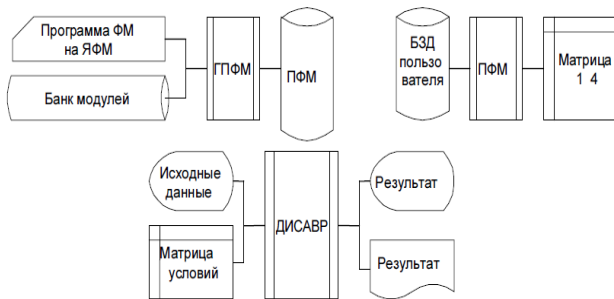 Программа ФМ
на ЯФМ
Банк модулей
ГПФМ
ПФМ
БЗД
пользо
вателя
ПФМ
Матрица
1 4
Исходные
данные
Матрица
условий
ДИСАВР
Результат
Результат